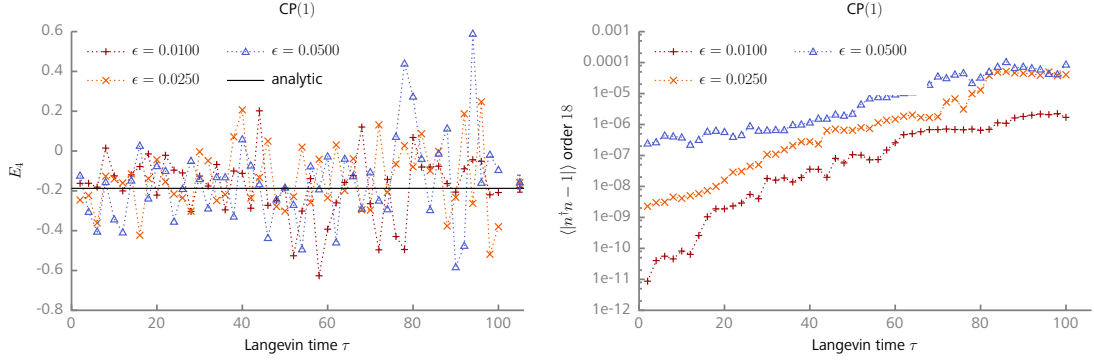 CP(1)
0.6
0.4
0.2
0
-0.2
-0.4
-0.6
-0.8
E₄
ϵ = 0.0100
ϵ = 0.0500
ϵ = 0.0250
analytic
0
20
40
60
80
100
Langevin time τ
CP(1)
0.001
0.0001
1e-05
1e-06
1e-07
1e-08
1e-09
1e-10
1e-11
1e-12
⟨|n†n − 1|⟩ order 18
ϵ = 0.0100
ϵ = 0.0500
ϵ = 0.0250
0
20
40
60
80
100
Langevin time τ